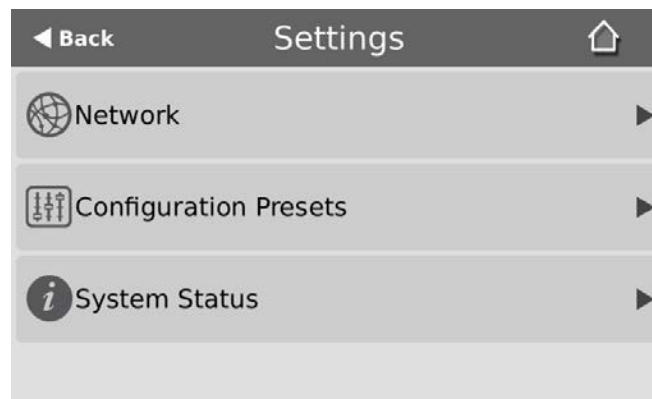 Back Settings
Network
Configuration Presets
i System Status